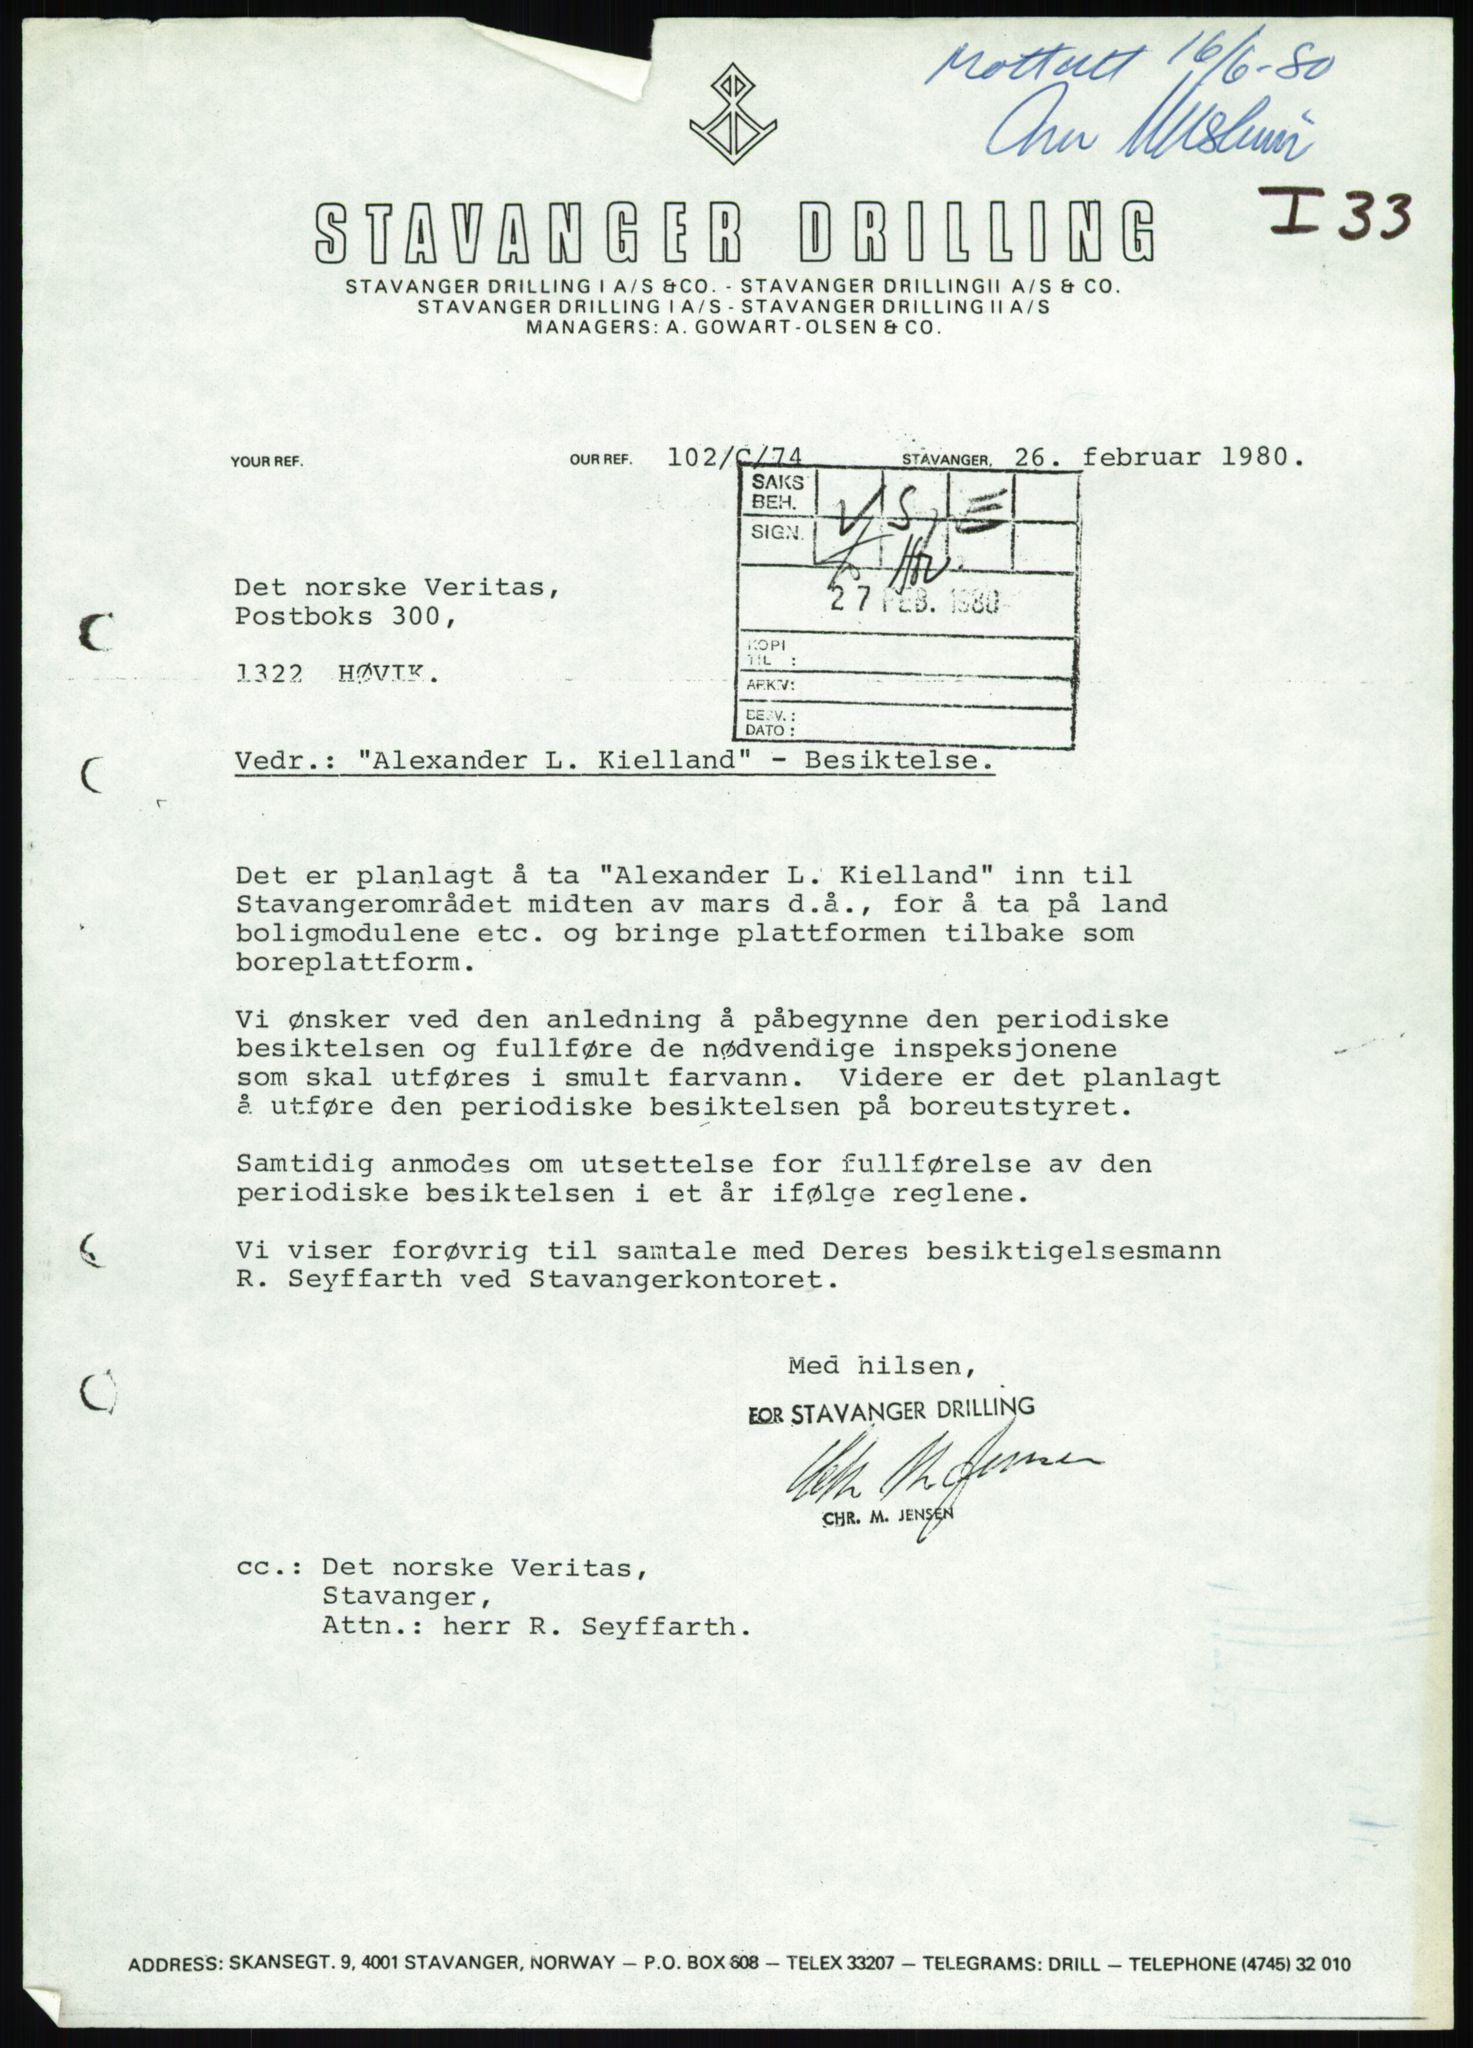 Mottatt 16/6-80
I 33
STAVANGER DRILLING
STAVANGER DRILLING I A/S & CO. - STAVANGER DRILLING II A/S & CO.
STAVANGER DRILLING I A/S - STAVANGER DRILLING II A/S
MANAGERS: A. GOWART-OLSEN & CO.
YOUR REF. OUR REF. 102/C/74 STAVANGER, 26. februar 1980.
SAKS
BEH.
SIGN.
27 FEB. 1980
KOPI
TIL :
ARKIV:
BESV. :
DATO :
Det norske Veritas,
Postboks 300,
1322 HØVIK.
Vedr.: "Alexander L. Kielland" - Besiktelse.
Det er planlagt å ta "Alexander L. Kielland" inn til
Stavangerområdet midten av mars d.å., for å ta på land
boligmodulene etc. og bringe plattformen tilbake som
boreplattform.
Vi ønsker ved den anledning å påbegynne den periodiske
besiktelsen og fullføre de nødvendige inspeksjonene
som skal utføres i smult farvann. Videre er det planlagt
å utføre den periodiske besiktelsen på boreutstyret.
Samtidig anmodes om utsettelse for fullførelse av den
periodiske besiktelsen i et år ifølge reglene.
Vi viser forøvrig til samtale med Deres besiktigelsesmann
R. Seyffarth ved Stavangerkontoret.
Med hilsen,
FOR STAVANGER DRILLING
CHR. M. JENSEN
cc.: Det norske Veritas,
Stavanger,
Attn.: herr R. Seyffarth.
ADDRESS: SKANSEGT. 9, 4001 STAVANGER, NORWAY — P.O. BOX 608 — TELEX 33207 — TELEGRAMS: DRILL — TELEPHONE (4745) 32 010